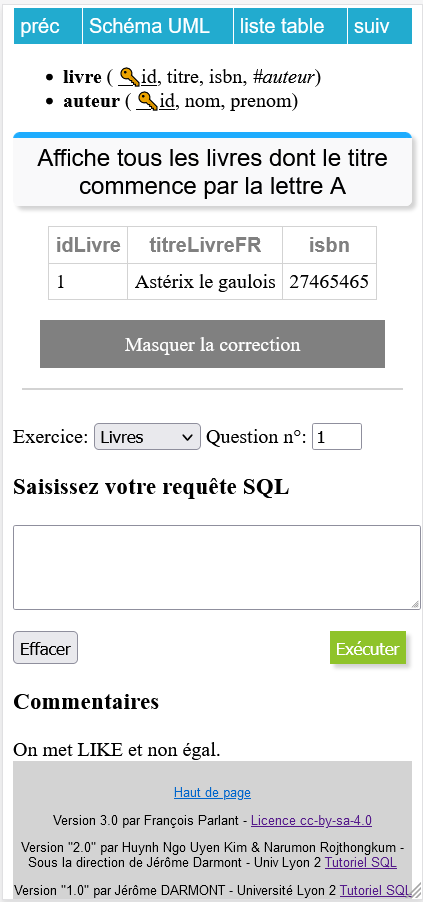 préc Schéma UML liste table suiv
livre ( id, titre, isbn, #auteur)
auteur ( id, nom, prenom)
Affiche tous les livres dont le titre
commence par la lettre A
idLivre titreLivreFR isbn
1 Astérix le gaulois 27465465
Masquer la correction
Exercice: Livres Question n°: 1
Saisissez votre requête SQL
Effacer Exécuter
Commentaires
On met LIKE et non égal.
Haut de page
Version 3.0 par François Parlant - Licence cc-by-sa-4.0
Version "2.0" par Huynh Ngo Uyen Kim & Narumon Rojthongkum -
Sous la direction de Jérôme Darmont - Univ Lyon 2 Tutoriel SQL
Version "1.0" par Jérôme DARMONT - Université Lyon 2 Tutoriel SQL